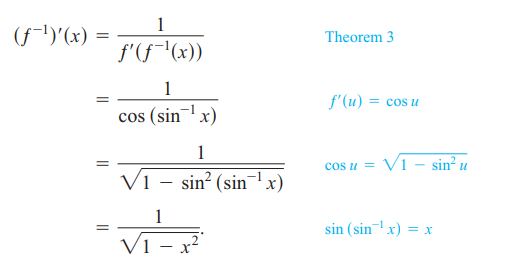 (f⁻¹)′(x) = 1 / f′(f⁻¹(x)) Theorem 3
= 1 / cos (sin⁻¹ x) f′(u) = cos u
= 1 / √(1 − sin² (sin⁻¹ x)) cos u = √(1 − sin² u)
= 1 / √(1 − x²). sin (sin⁻¹ x) = x